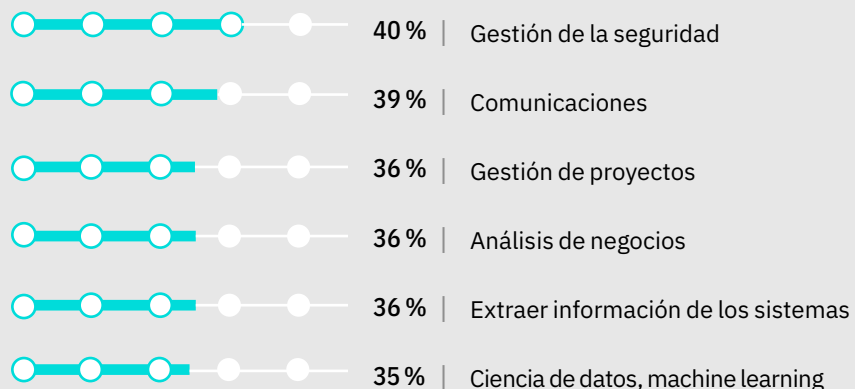 40 % | Gestión de la seguridad
39 % | Comunicaciones
36 % | Gestión de proyectos
36 % | Análisis de negocios
36 % | Extraer información de los sistemas
35 % | Ciencia de datos, machine learning